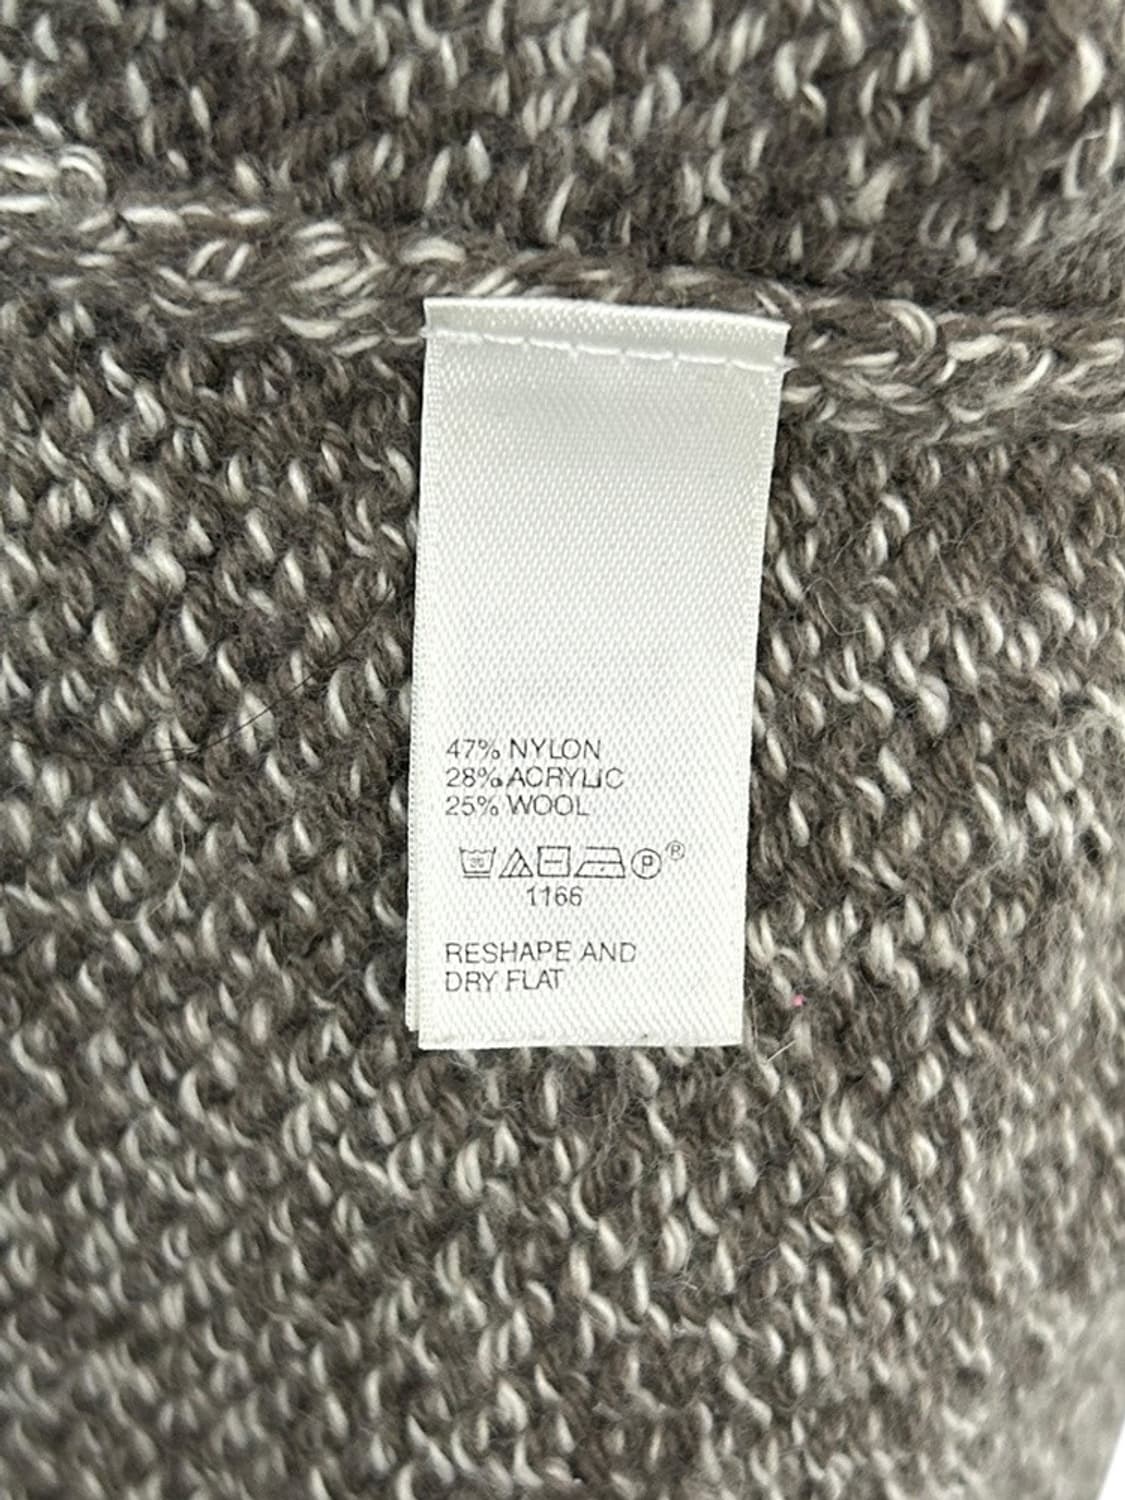 47% NYLON
28% ACRYLIC
25% WOOL
P®
1166
RESHAPE AND
DRY FLAT